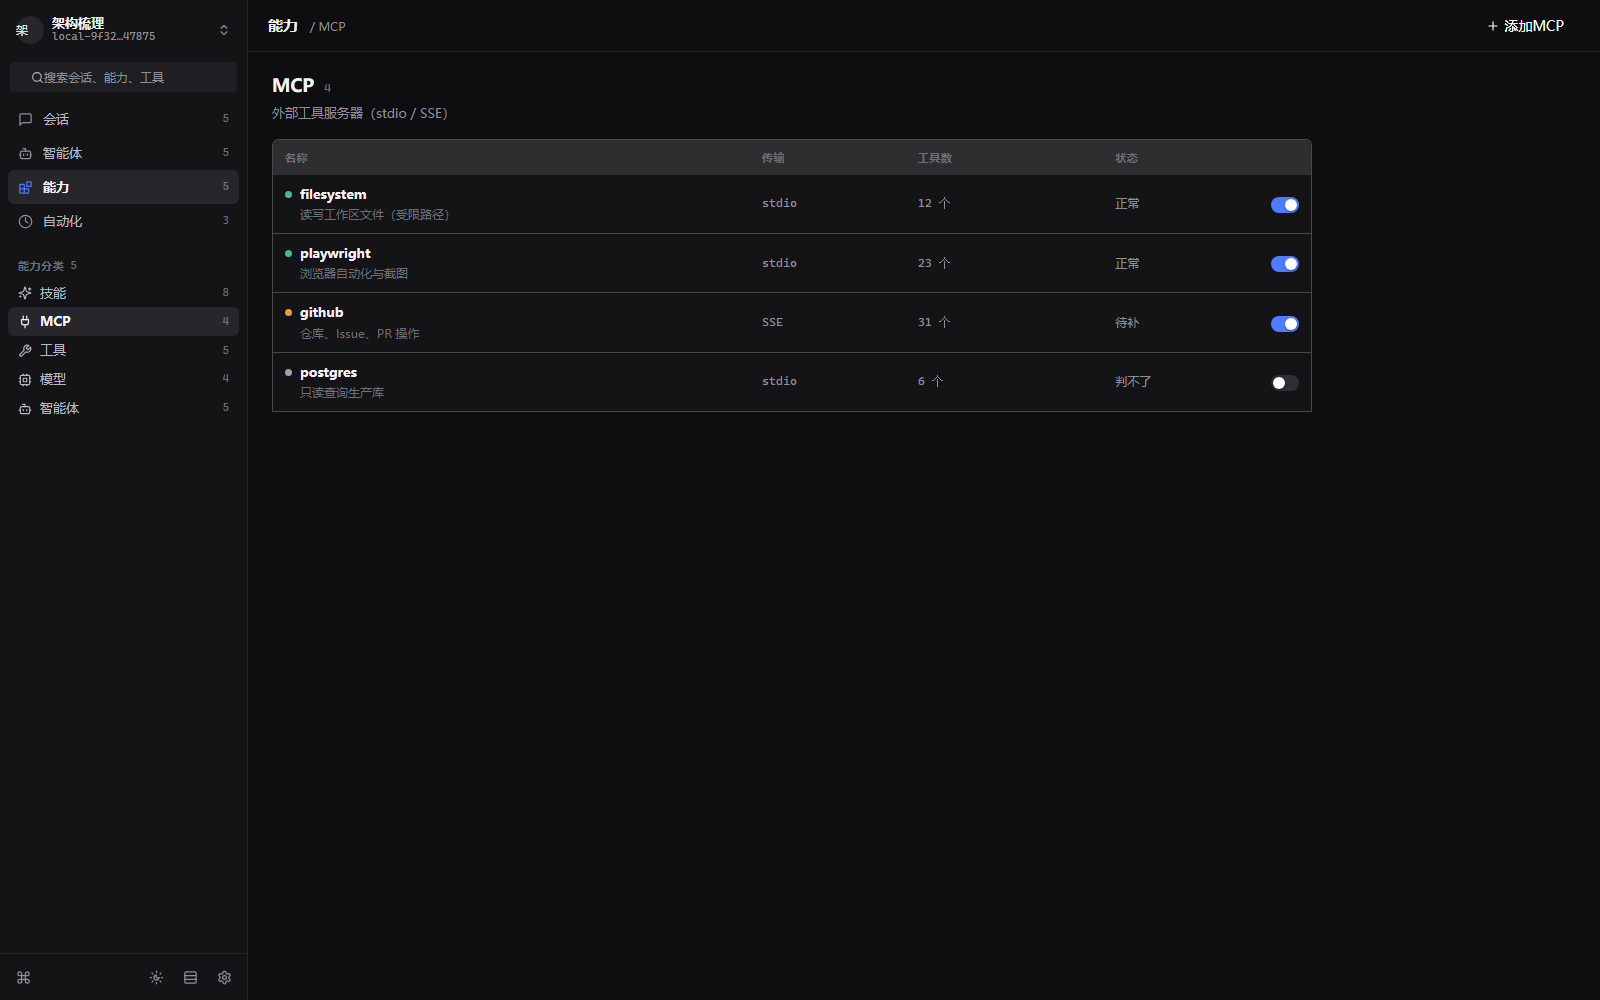 架 架构梳理
local-9f32…47875
搜索会话、能力、工具
会话 5
智能体 5
能力 5
自动化 3
能力分类 5
技能 8
MCP 4
工具 5
模型 4
智能体 5
能力 / MCP
+ 添加MCP
MCP 4
外部工具服务器（stdio / SSE）
名称 传输 工具数 状态
filesystem
读写工作区文件（受限路径）
stdio 12 个 正常
playwright
浏览器自动化与截图
stdio 23 个 正常
github
仓库、Issue、PR 操作
SSE 31 个 待补
postgres
只读查询生产库
stdio 6 个 判不了